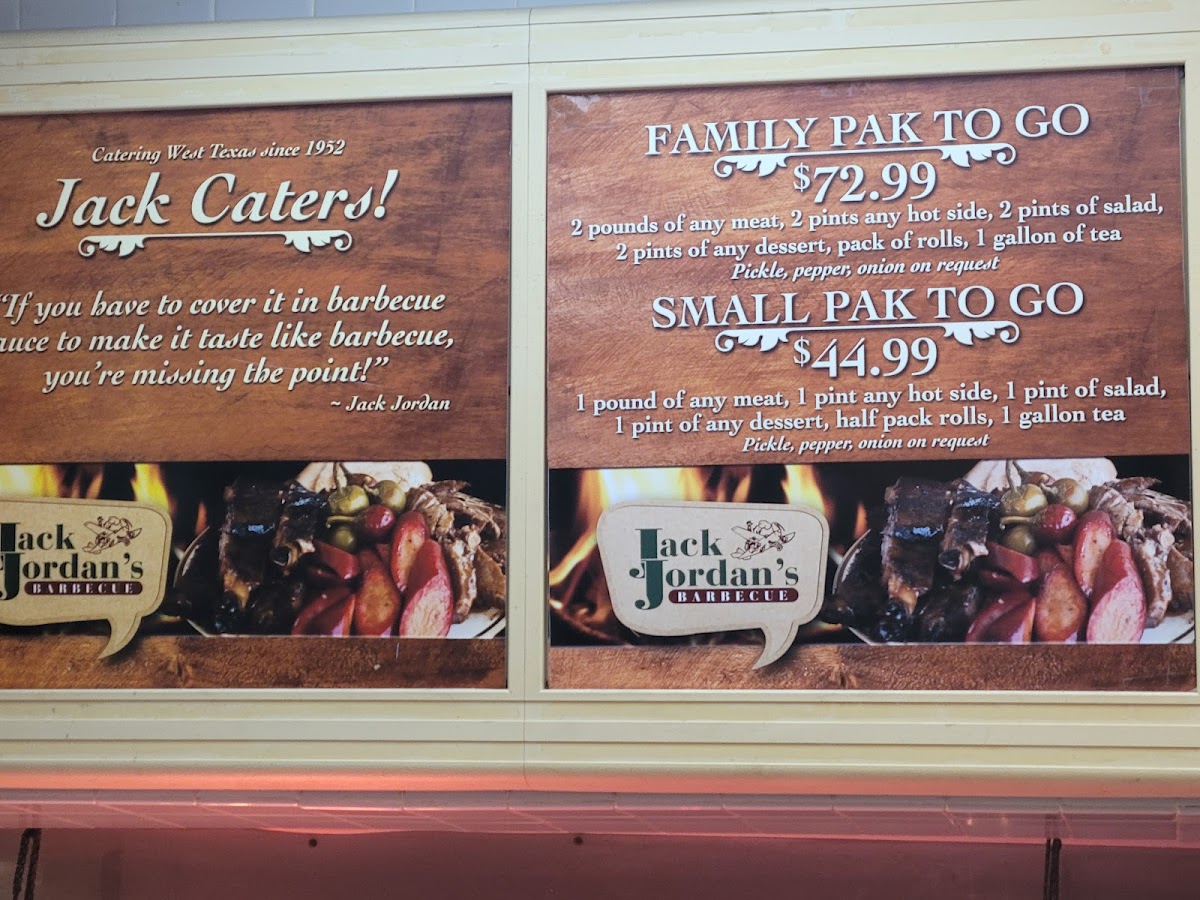 Catering West Texas since 1952
Jack Caters!
"If you have to cover it in barbecue
auce to make it taste like barbecue,
you're missing the point!"
~ Jack Jordan
Jack
Jordan's
BARBECUE
FAMILY PAK TO GO
$72.99
2 pounds of any meat, 2 pints any hot side, 2 pints of salad,
2 pints of any dessert, pack of rolls, 1 gallon of tea
Pickle, pepper, onion on request
SMALL PAK TO GO
$44.99
1 pound of any meat, 1 pint any hot side, 1 pint of salad,
1 pint of any dessert, half pack rolls, 1 gallon tea
Pickle, pepper, onion on request
Jack
Jordan's
BARBECUE